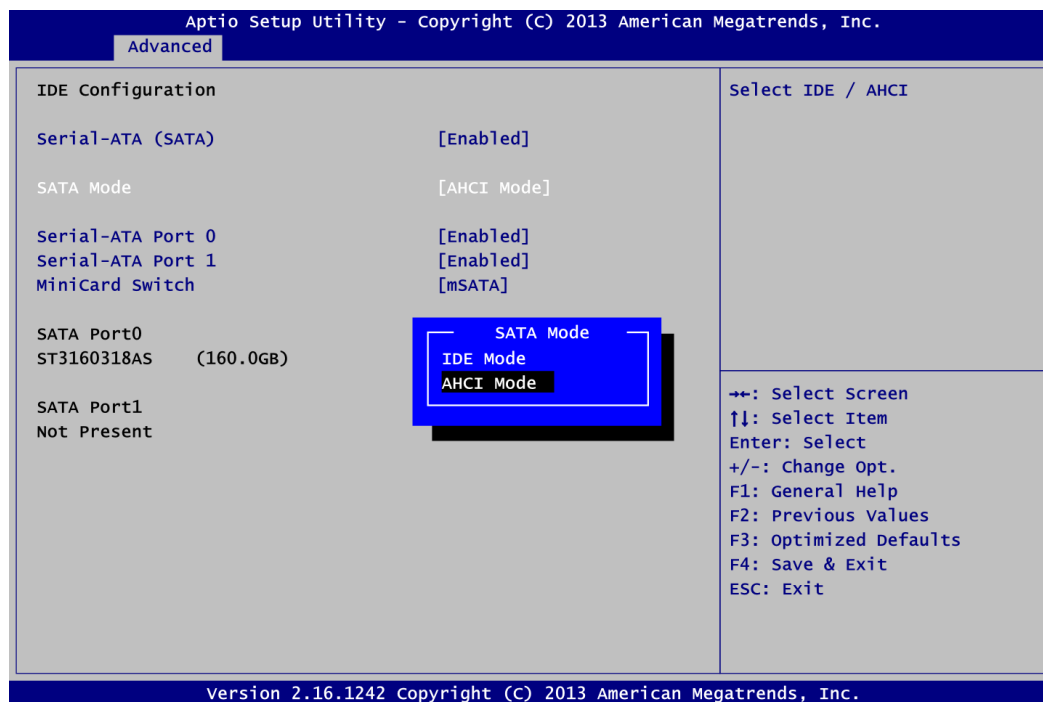 Aptio Setup Utility - Copyright (C) 2013 American Megatrends, Inc.
Advanced
IDE Configuration
Serial-ATA (SATA) [Enabled]
SATA Mode [AHCI Mode]
Serial-ATA Port 0 [Enabled]
Serial-ATA Port 1 [Enabled]
MiniCard Switch [mSATA]
SATA Port0
ST3160318AS (160.0GB)
SATA Port1
Not Present
SATA Mode
IDE Mode
AHCI Mode
Select IDE / AHCI
→←: Select Screen
↑↓: Select Item
Enter: Select
+/-: Change Opt.
F1: General Help
F2: Previous Values
F3: Optimized Defaults
F4: Save & Exit
ESC: Exit
Version 2.16.1242 Copyright (C) 2013 American Megatrends, Inc.